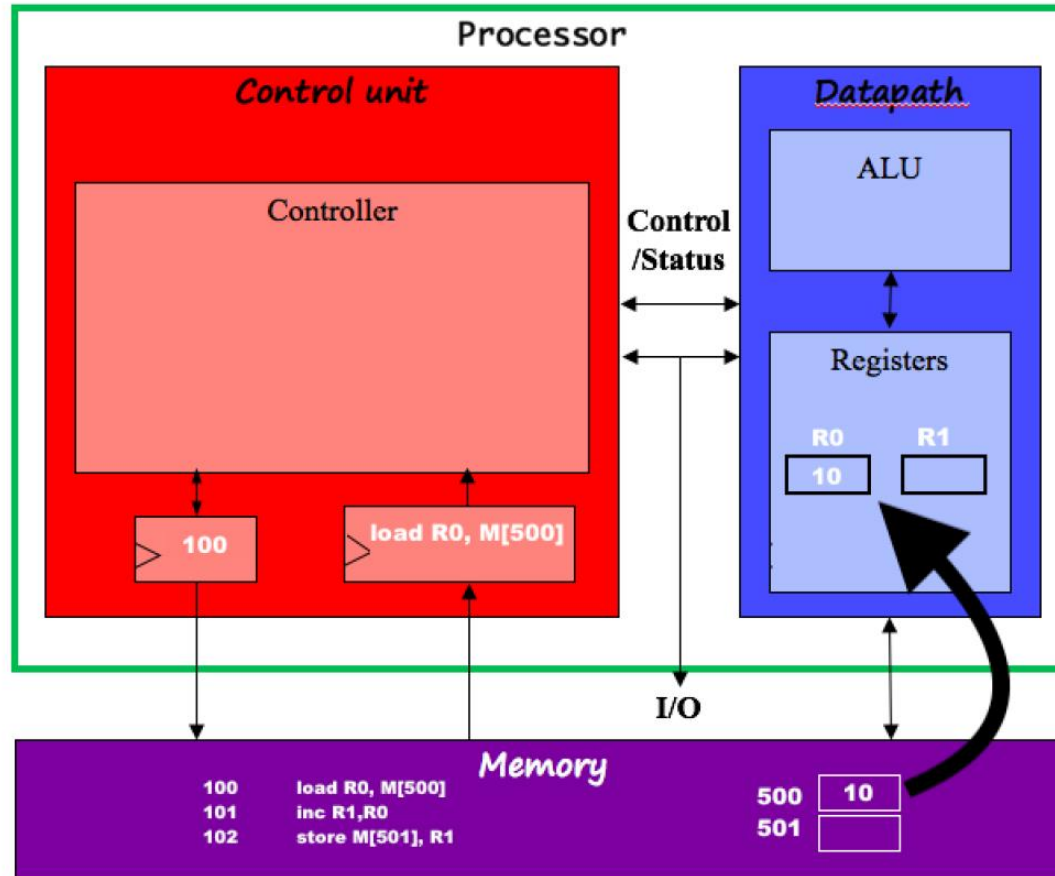 Processor
Control unit
Controller
100
load R0, M[500]
Control
/Status
I/O
Datapath
ALU
Registers
R0 R1
10
Memory
100 load R0, M[500]
101 inc R1,R0
102 store M[501], R1
500 10
501